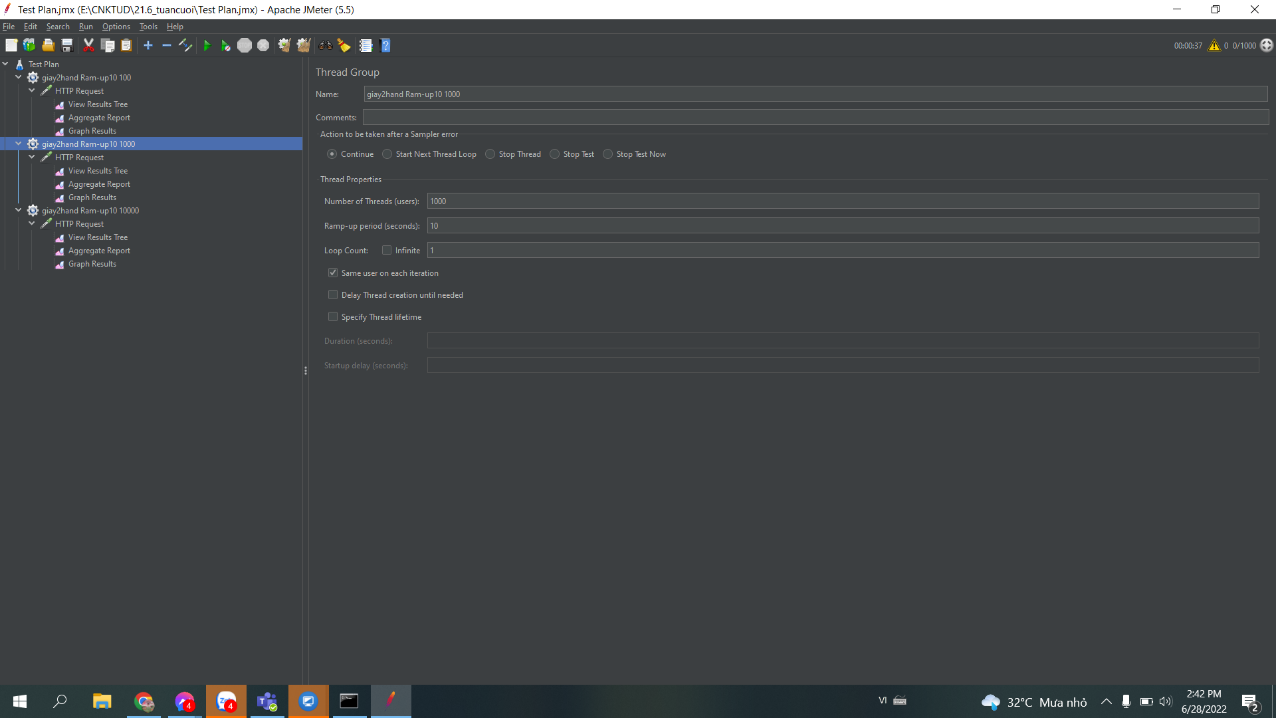 Test Plan.jmx (E:\CNKTUD\21.6_tuancuoi\Test Plan.jmx) - Apache JMeter (5.5)
File Edit Search Run Options Tools Help
00:00:37 0 0/1000
Test Plan
giay2hand Ram-up10 100
HTTP Request
View Results Tree
Aggregate Report
Graph Results
giay2hand Ram-up10 1000
HTTP Request
View Results Tree
Aggregate Report
Graph Results
giay2hand Ram-up10 10000
HTTP Request
View Results Tree
Aggregate Report
Graph Results
Thread Group
Name: giay2hand Ram-up10 1000
Comments:
Action to be taken after a Sampler error
Continue Start Next Thread Loop Stop Thread Stop Test Stop Test Now
Thread Properties
Number of Threads (users): 1000
Ramp-up period (seconds): 10
Loop Count: Infinite 1
Same user on each iteration
Delay Thread creation until needed
Specify Thread lifetime
Duration (seconds):
Startup delay (seconds):
4
4
VI
32°C Mưa nhỏ
2:42 PM
6/28/2022
2